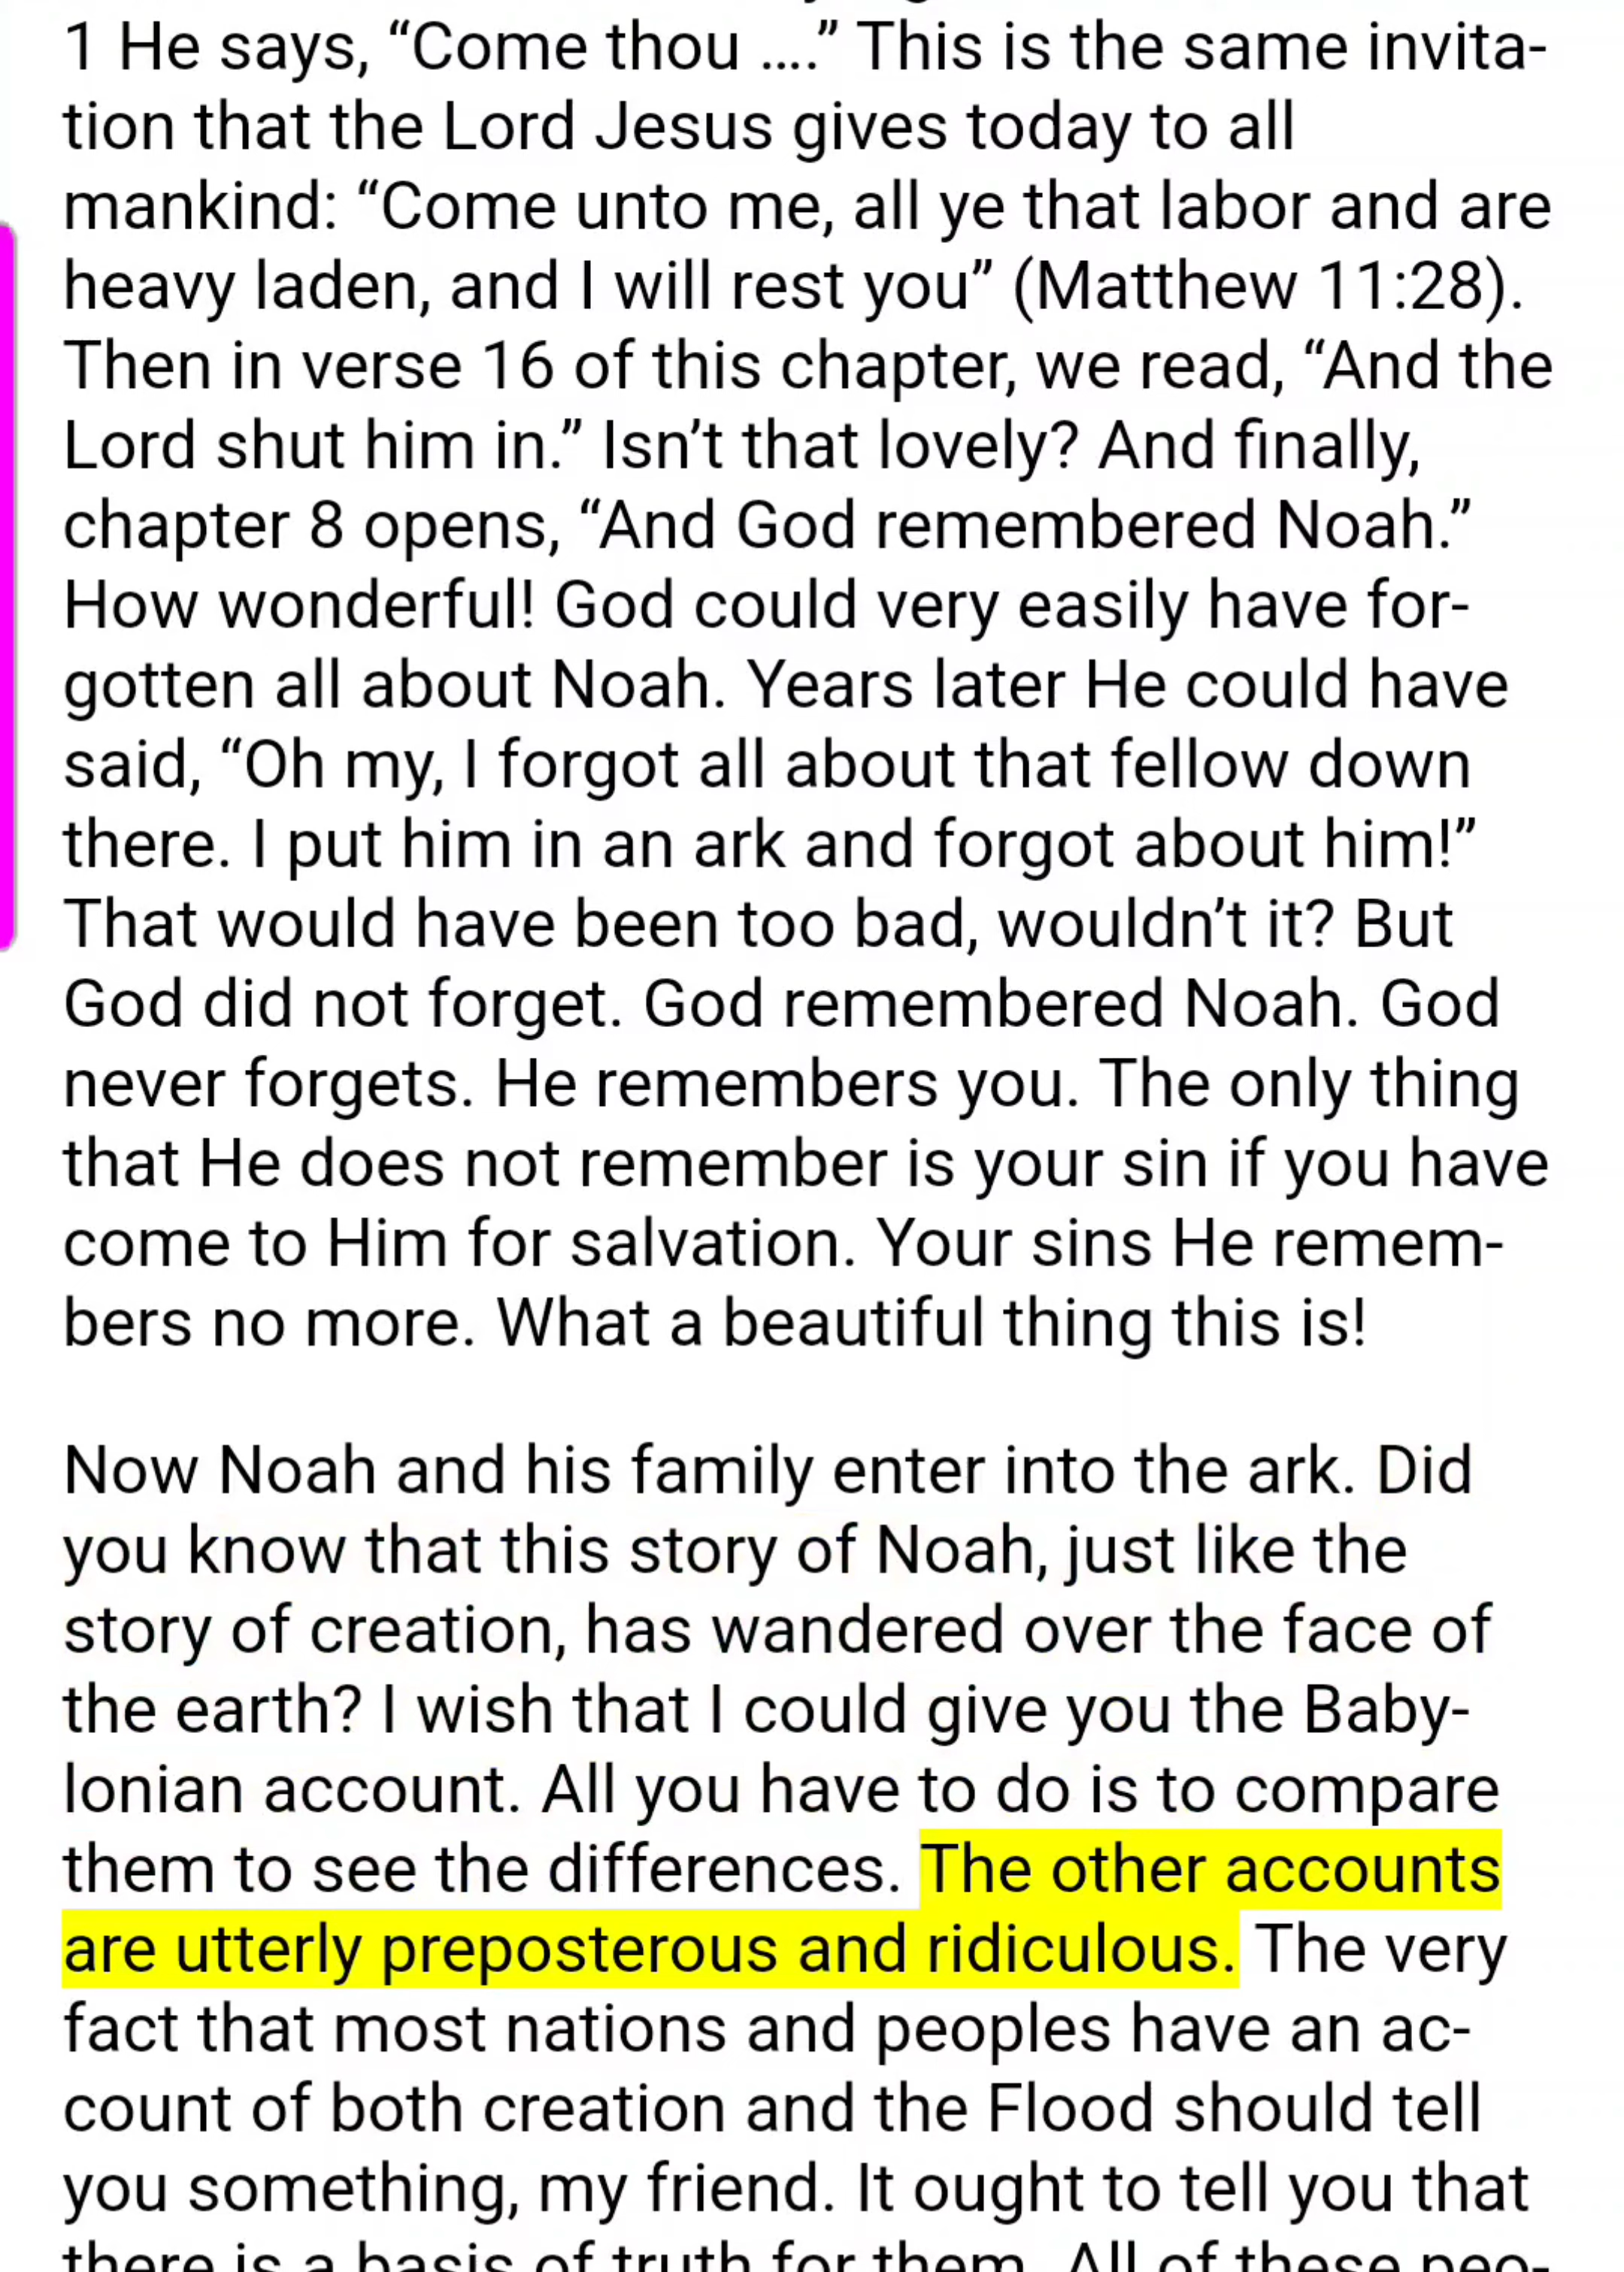 1 He says, “Come thou ….” This is the same invita-
tion that the Lord Jesus gives today to all
mankind: “Come unto me, all ye that labor and are
heavy laden, and I will rest you” (Matthew 11:28).
Then in verse 16 of this chapter, we read, “And the
Lord shut him in.” Isn’t that lovely? And finally,
chapter 8 opens, “And God remembered Noah.”
How wonderful! God could very easily have for-
gotten all about Noah. Years later He could have
said, “Oh my, I forgot all about that fellow down
there. I put him in an ark and forgot about him!”
That would have been too bad, wouldn’t it? But
God did not forget. God remembered Noah. God
never forgets. He remembers you. The only thing
that He does not remember is your sin if you have
come to Him for salvation. Your sins He remem-
bers no more. What a beautiful thing this is!
Now Noah and his family enter into the ark. Did
you know that this story of Noah, just like the
story of creation, has wandered over the face of
the earth? I wish that I could give you the Baby-
lonian account. All you have to do is to compare
them to see the differences. The other accounts
are utterly preposterous and ridiculous. The very
fact that most nations and peoples have an ac-
count of both creation and the Flood should tell
you something, my friend. It ought to tell you that
there is a basis of truth for them. All of these peo-